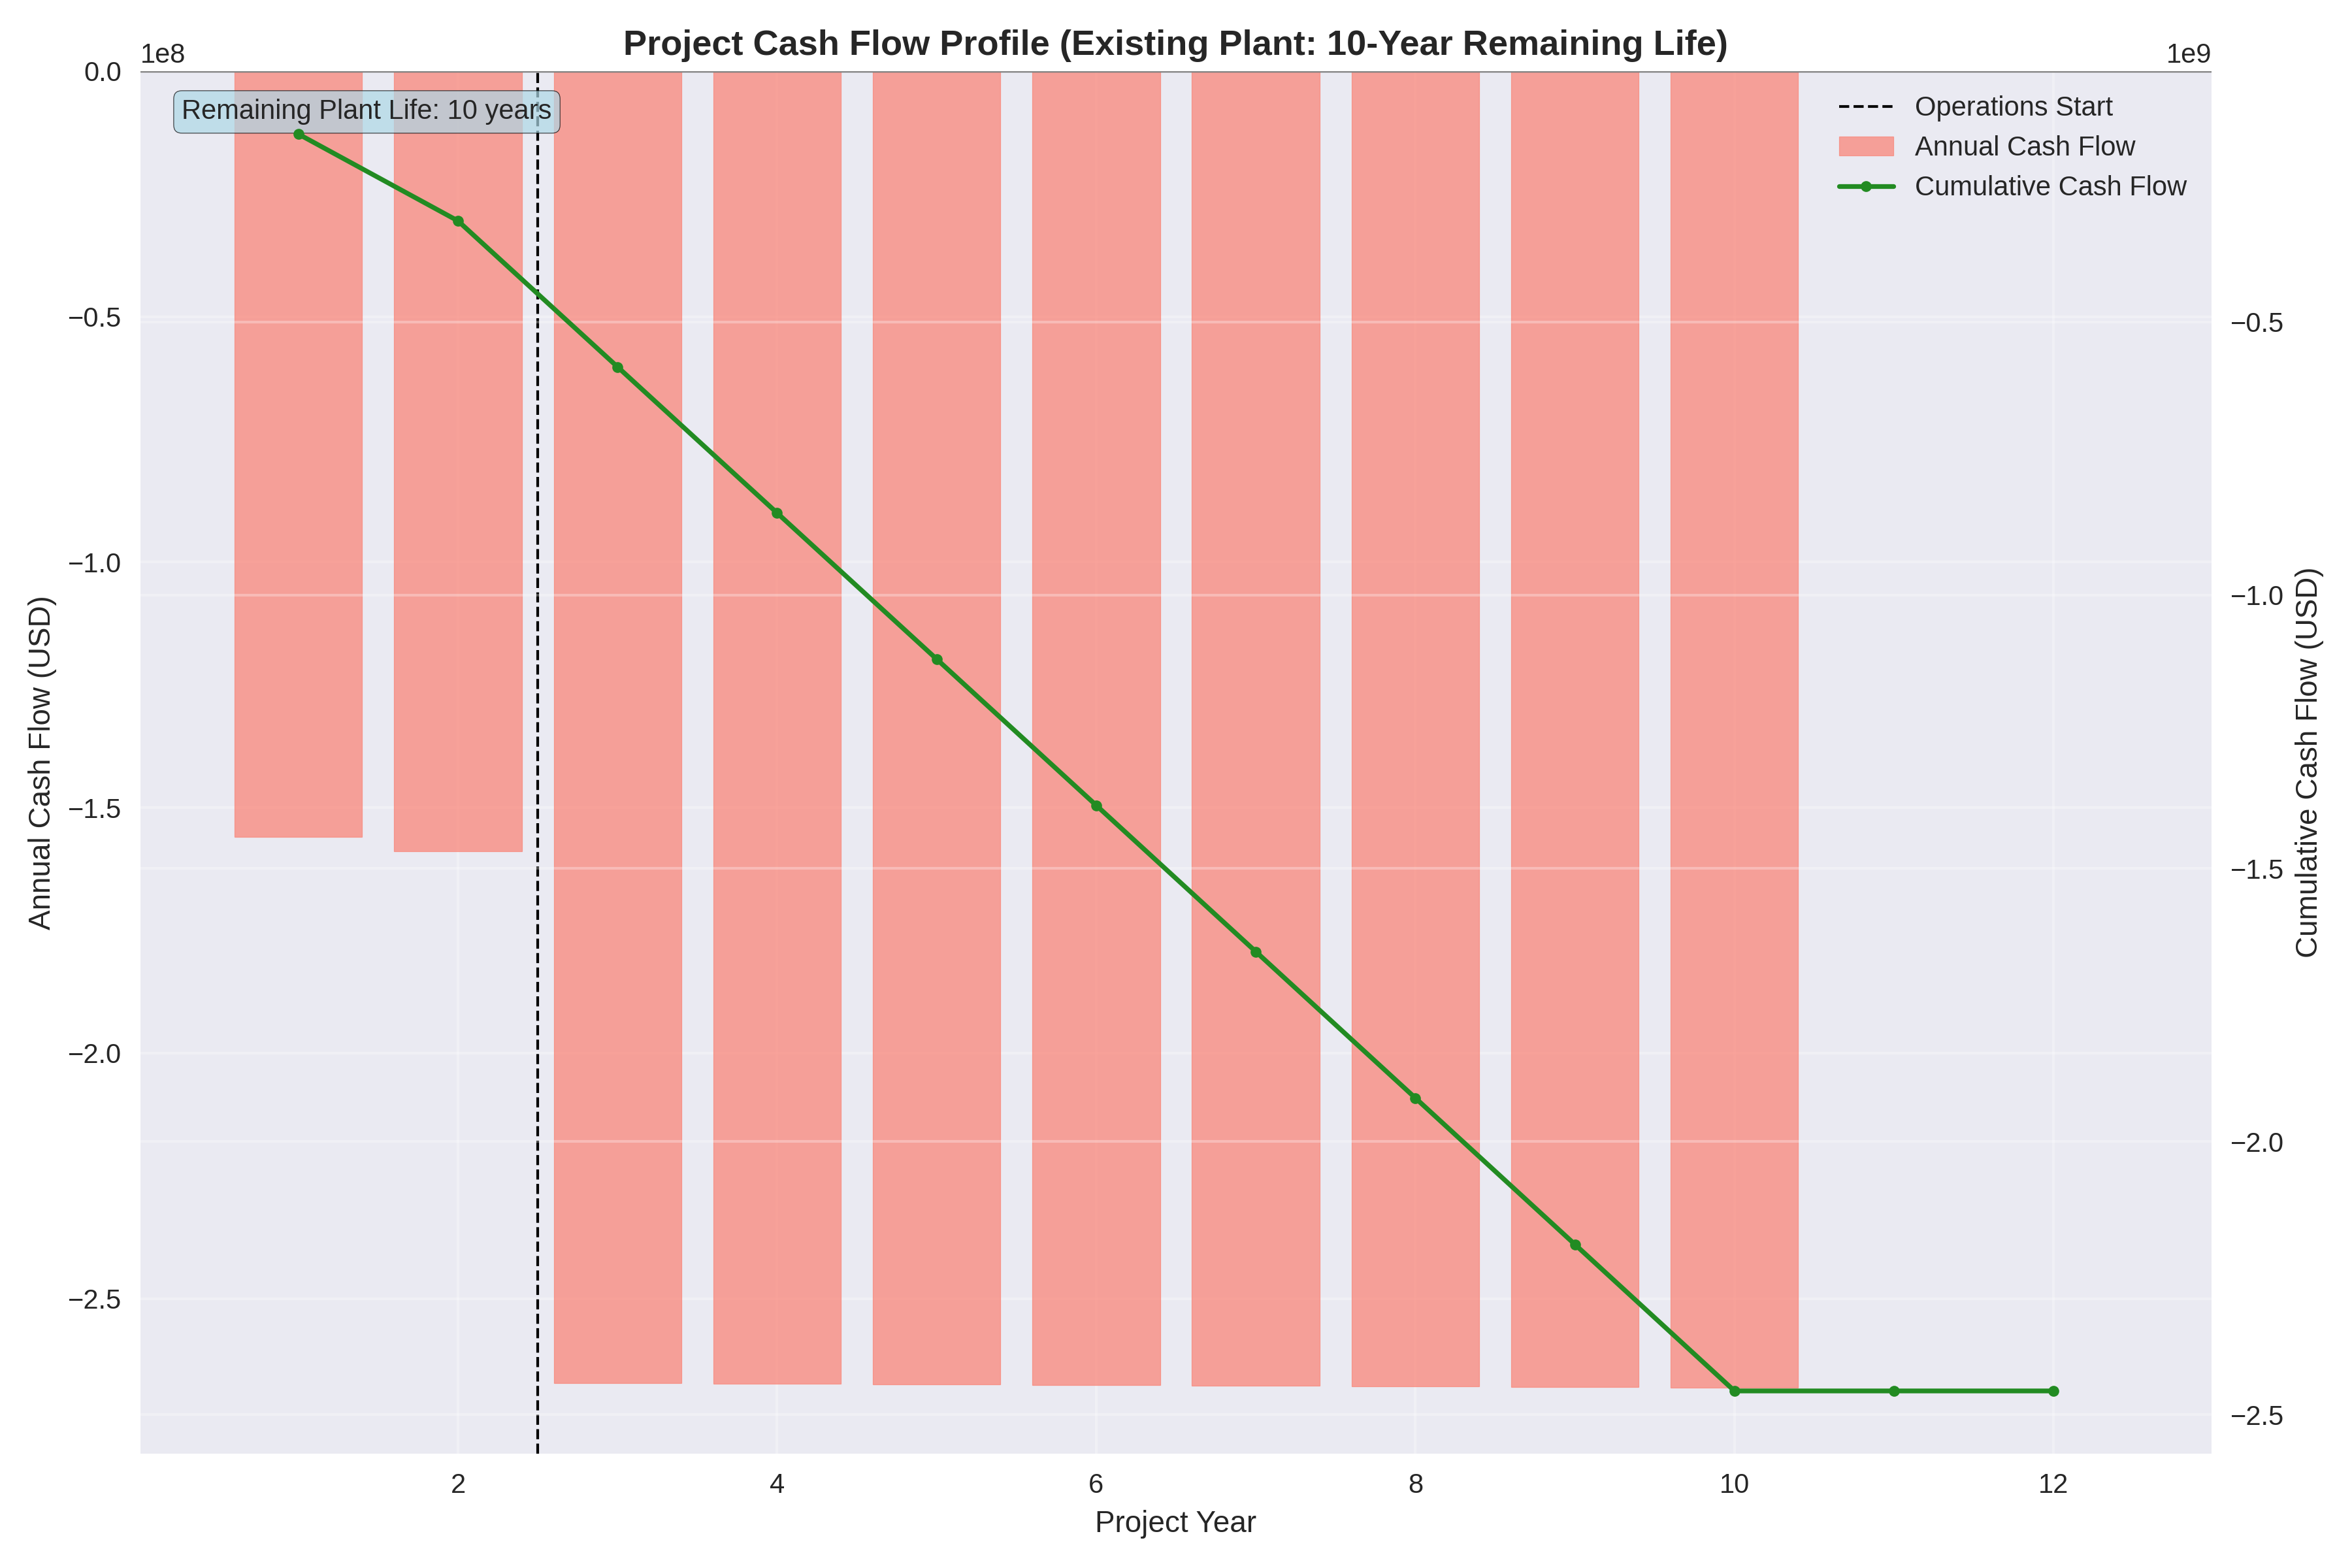 Project Cash Flow Profile (Existing Plant: 10-Year Remaining Life)
1e8
1e9
0.0
−0.5
−1.0
−1.5
−2.0
−2.5
Annual Cash Flow (USD)
Remaining Plant Life: 10 years
Operations Start
Annual Cash Flow
Cumulative Cash Flow
−0.5
−1.0
−1.5
−2.0
−2.5
Cumulative Cash Flow (USD)
2 4 6 8 10 12
Project Year